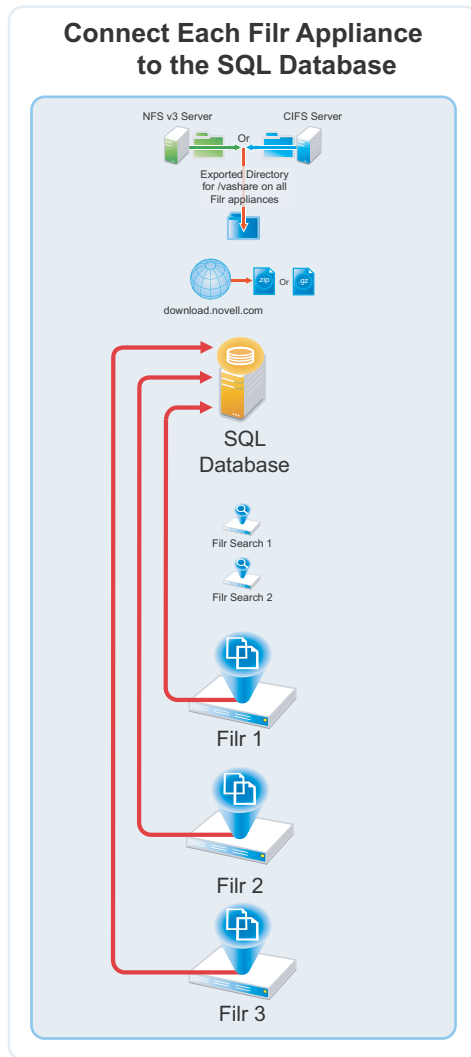 Connect Each Filr Appliance
to the SQL Database
NFS v3 Server
CIFS Server
Or
Exported Directory
for /vashare on all
Filr appliances
.zip
Or
.gz
download.novell.com
SQL
Database
Filr Search 1
Filr Search 2
Filr 1
Filr 2
Filr 3